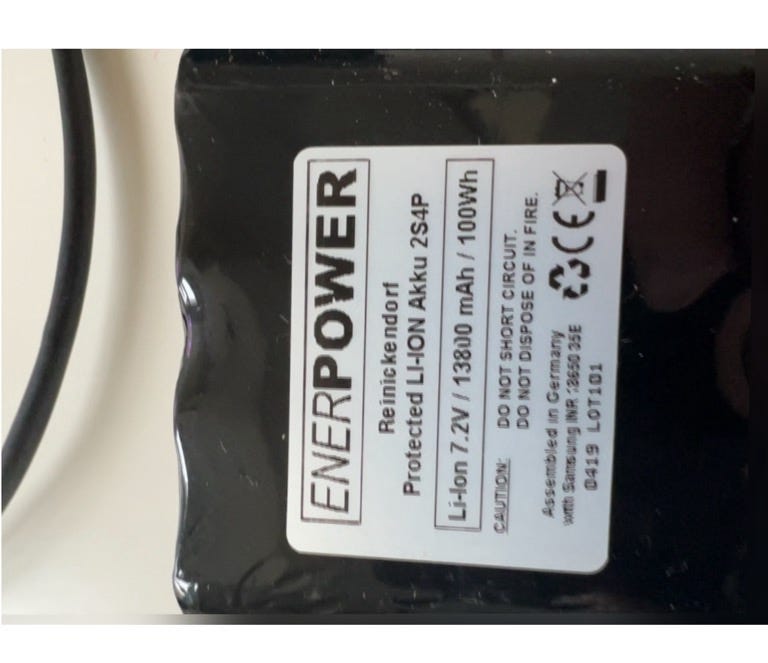 ENERPOWER
Reinickendorf
Protected LI-ION Akku 2S4P
Li-Ion 7.2V / 13800 mAh / 100Wh
CAUTION: DO NOT SHORT CIRCUIT.
DO NOT DISPOSE OF IN FIRE.
Assembled in Germany
with Samsung INR 18650 35E
0419 LOT101
CE